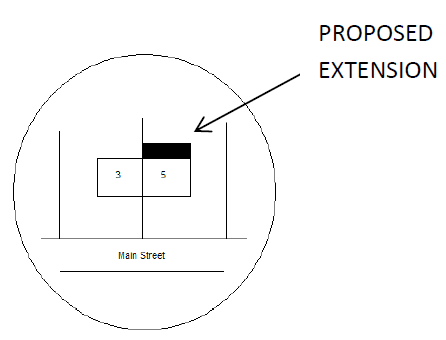 PROPOSED
EXTENSION
3 5
Main Street